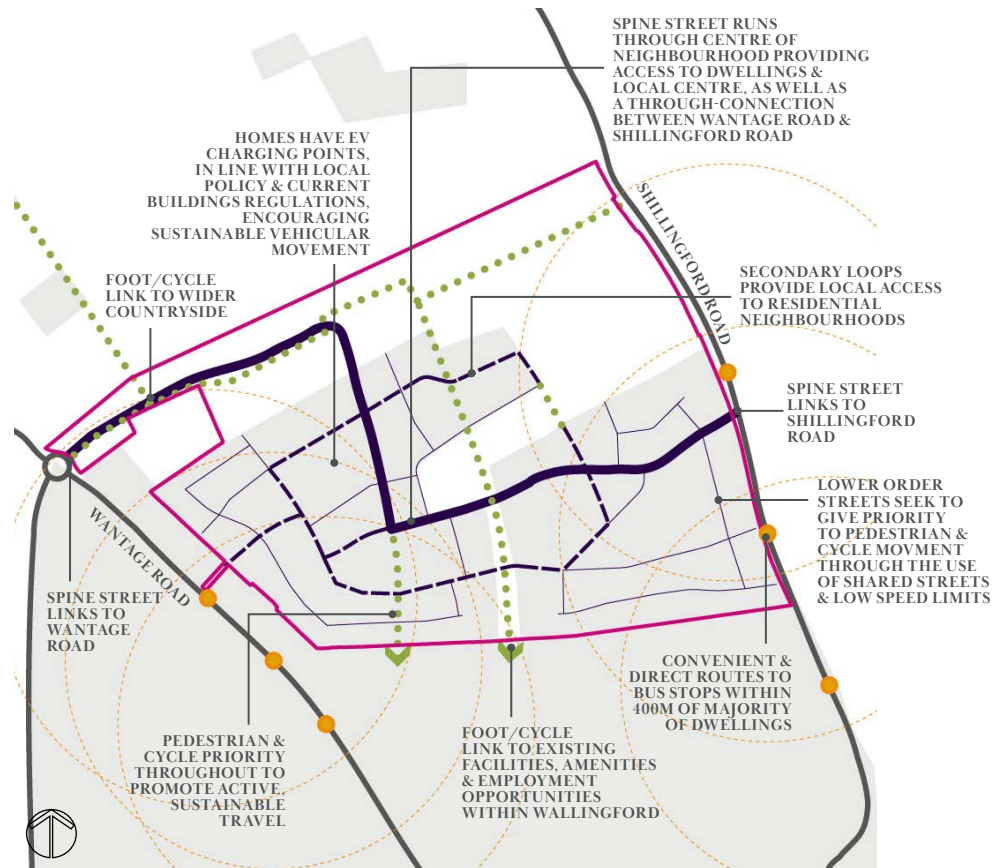 SPINE STREET RUNS
THROUGH CENTRE OF
NEIGHBOURHOOD PROVIDING
ACCESS TO DWELLINGS &
LOCAL CENTRE, AS WELL AS
A THROUGH-CONNECTION
BETWEEN WANTAGE ROAD &
SHILLINGFORD ROAD
HOMES HAVE EV
CHARGING POINTS,
IN LINE WITH LOCAL
POLICY & CURRENT
BUILDINGS REGULATIONS,
ENCOURAGING
SUSTAINABLE VEHICULAR
MOVEMENT
SHILLINGFORD ROAD
FOOT/CYCLE
LINK TO WIDER
COUNTRYSIDE
SECONDARY LOOPS
PROVIDE LOCAL ACCESS
TO RESIDENTIAL
NEIGHBOURHOODS
SPINE STREET
LINKS TO
SHILLINGFORD
ROAD
LOWER ORDER
STREETS SEEK TO
GIVE PRIORITY
TO PEDESTRIAN &
CYCLE MOVMENT
THROUGH THE USE
OF SHARED STREETS
& LOW SPEED LIMITS
WANTAGE ROAD
SPINE STREET
LINKS TO
WANTAGE
ROAD
CONVENIENT &
DIRECT ROUTES TO
BUS STOPS WITHIN
400M OF MAJORITY
OF DWELLINGS
PEDESTRIAN &
CYCLE PRIORITY
THROUGHOUT TO
PROMOTE ACTIVE,
SUSTAINABLE
TRAVEL
FOOT/CYCLE
LINK TO EXISTING
FACILITIES, AMENITIES
& EMPLOYMENT
OPPORTUNITIES
WITHIN WALLINGFORD